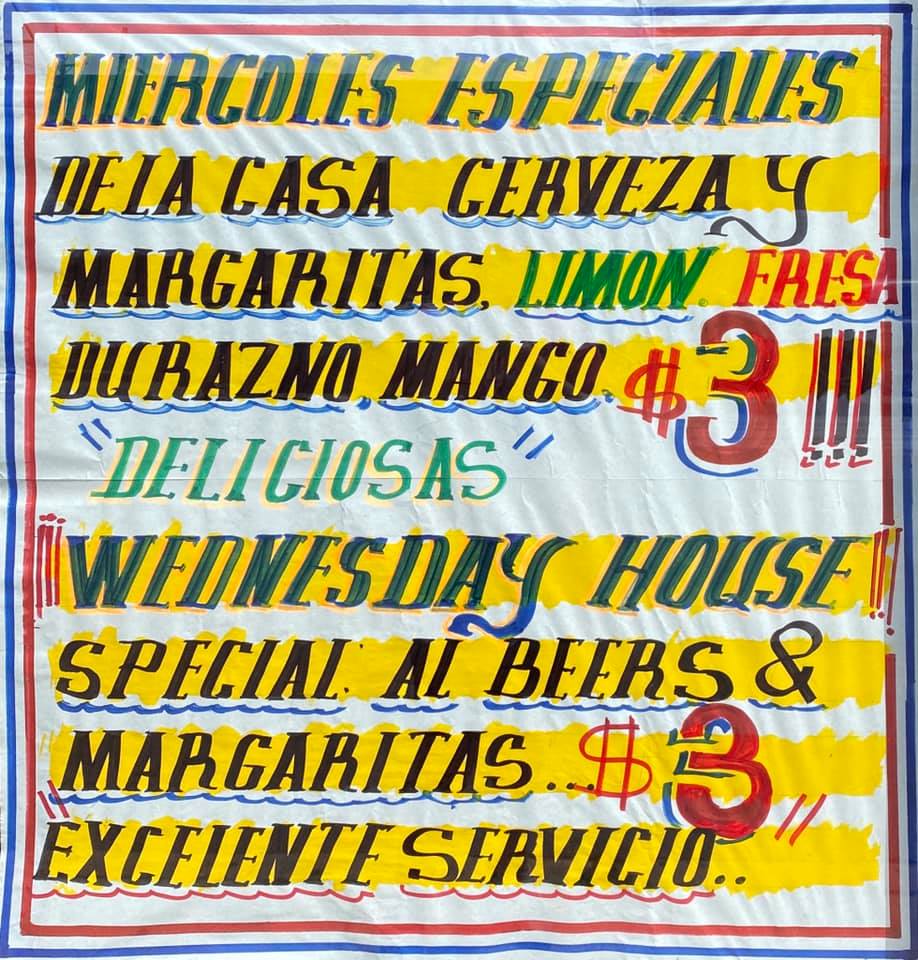 MIERCOLES ESPECIALES
DE LA CASA CERVEZA Y
MARGARITAS, LIMON. FRESA
DURAZNO MANGO. $3 !!!
"DELICIOSAS"
!!! WEDNESDAY HOUSE !!
SPECIAL. Al BEERS &
MARGARITAS... $3
"EXCELENTE SERVICIO.."